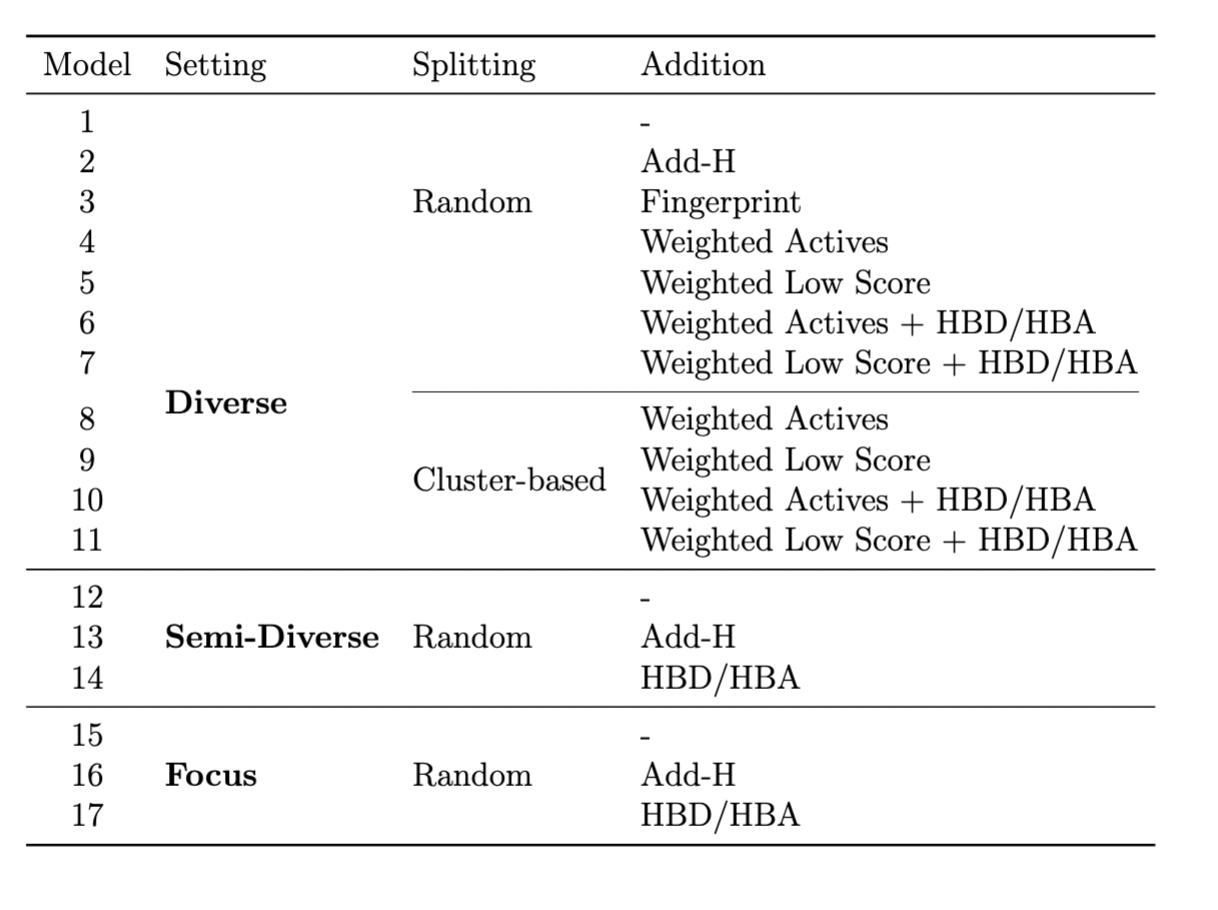 Model Setting Splitting Addition
1 -
2 Add-H
3 Random Fingerprint
4 Weighted Actives
5 Weighted Low Score
6 Weighted Actives + HBD/HBA
7 Weighted Low Score + HBD/HBA
Diverse
8 Weighted Actives
9 Weighted Low Score
Cluster-based
10 Weighted Actives + HBD/HBA
11 Weighted Low Score + HBD/HBA
12 -
13 Semi-Diverse Random Add-H
14 HBD/HBA
15 -
16 Focus Random Add-H
17 HBD/HBA